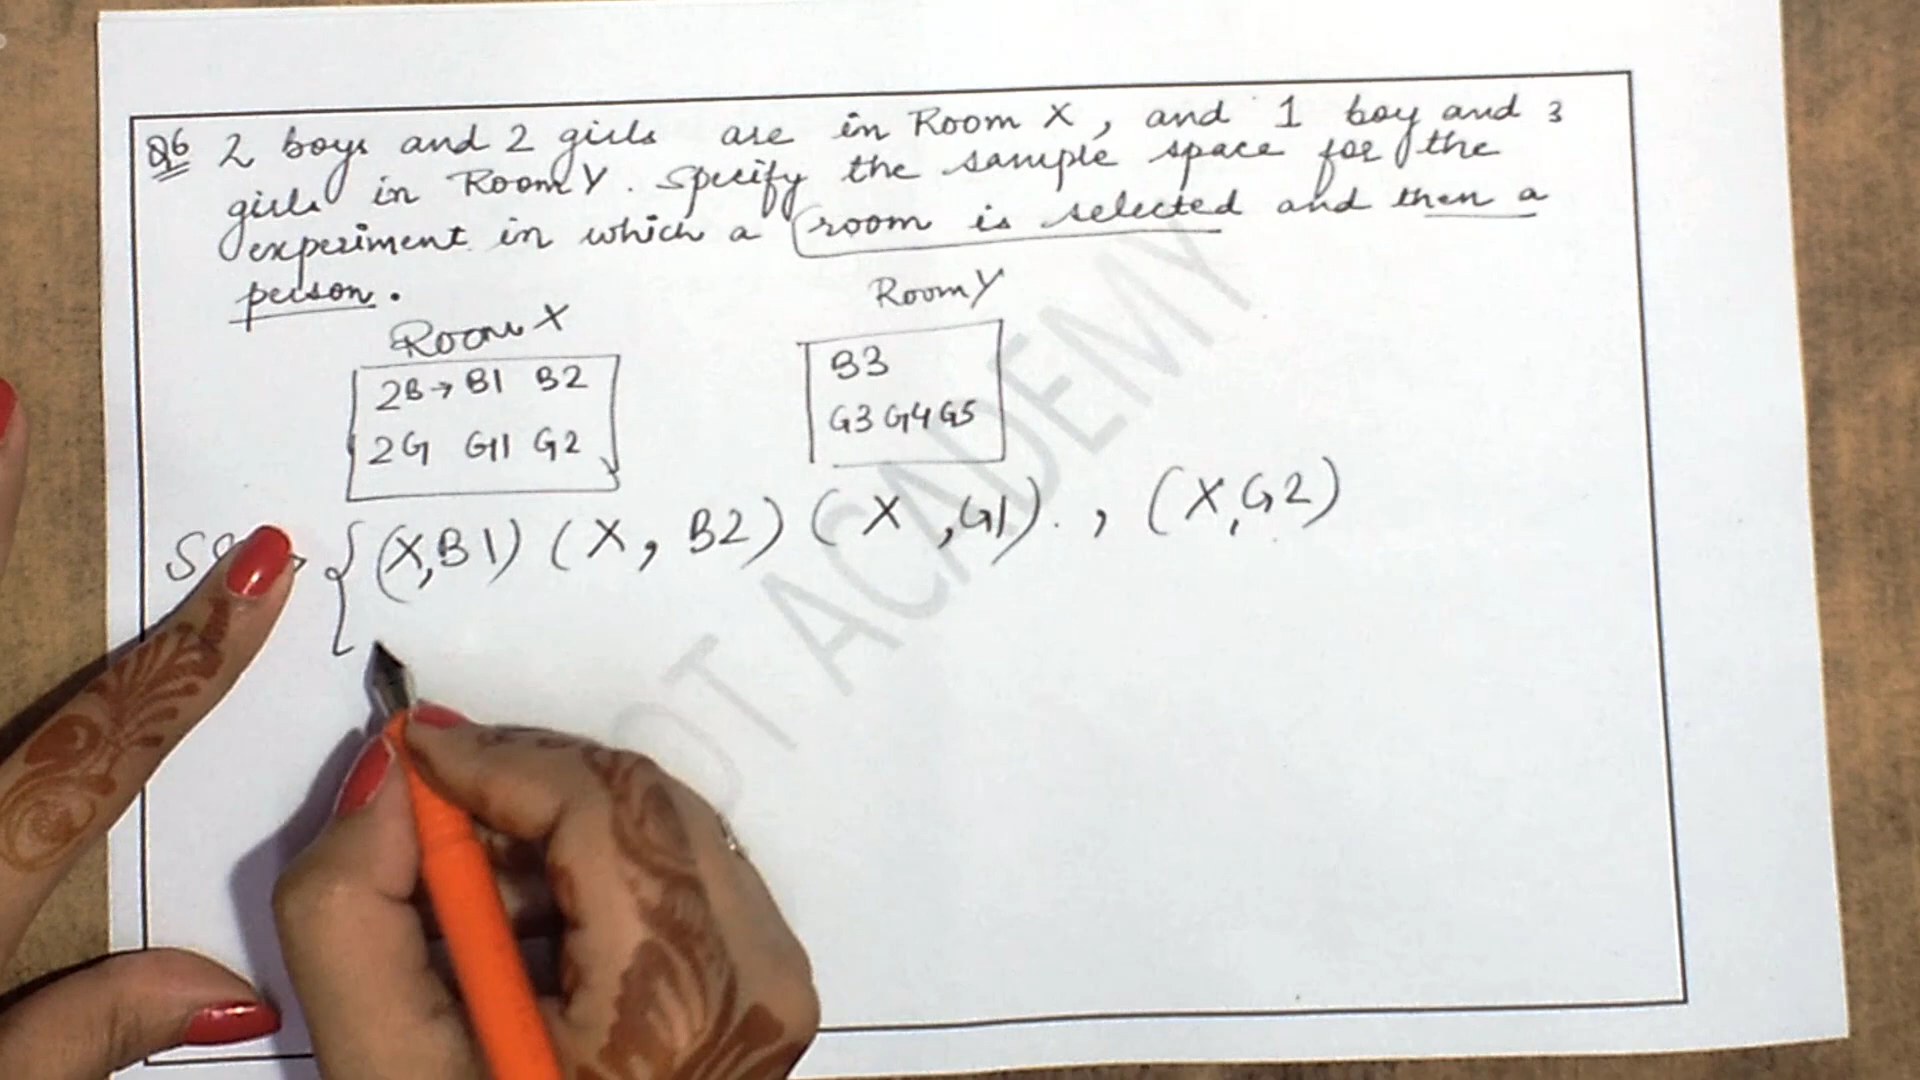 Q6 2 boys and 2 girls are in Room X, and 1 boy and 3
girls in Room Y. Specify the sample space for the
experiment in which a room is selected and then a
person.
Room X
Room Y
2B → B1 B2
2G G1 G2
B3
G3 G4 G5
{(X,B1) (X, B2) (X ,G1). , (X,G2)
OT ACADEMY